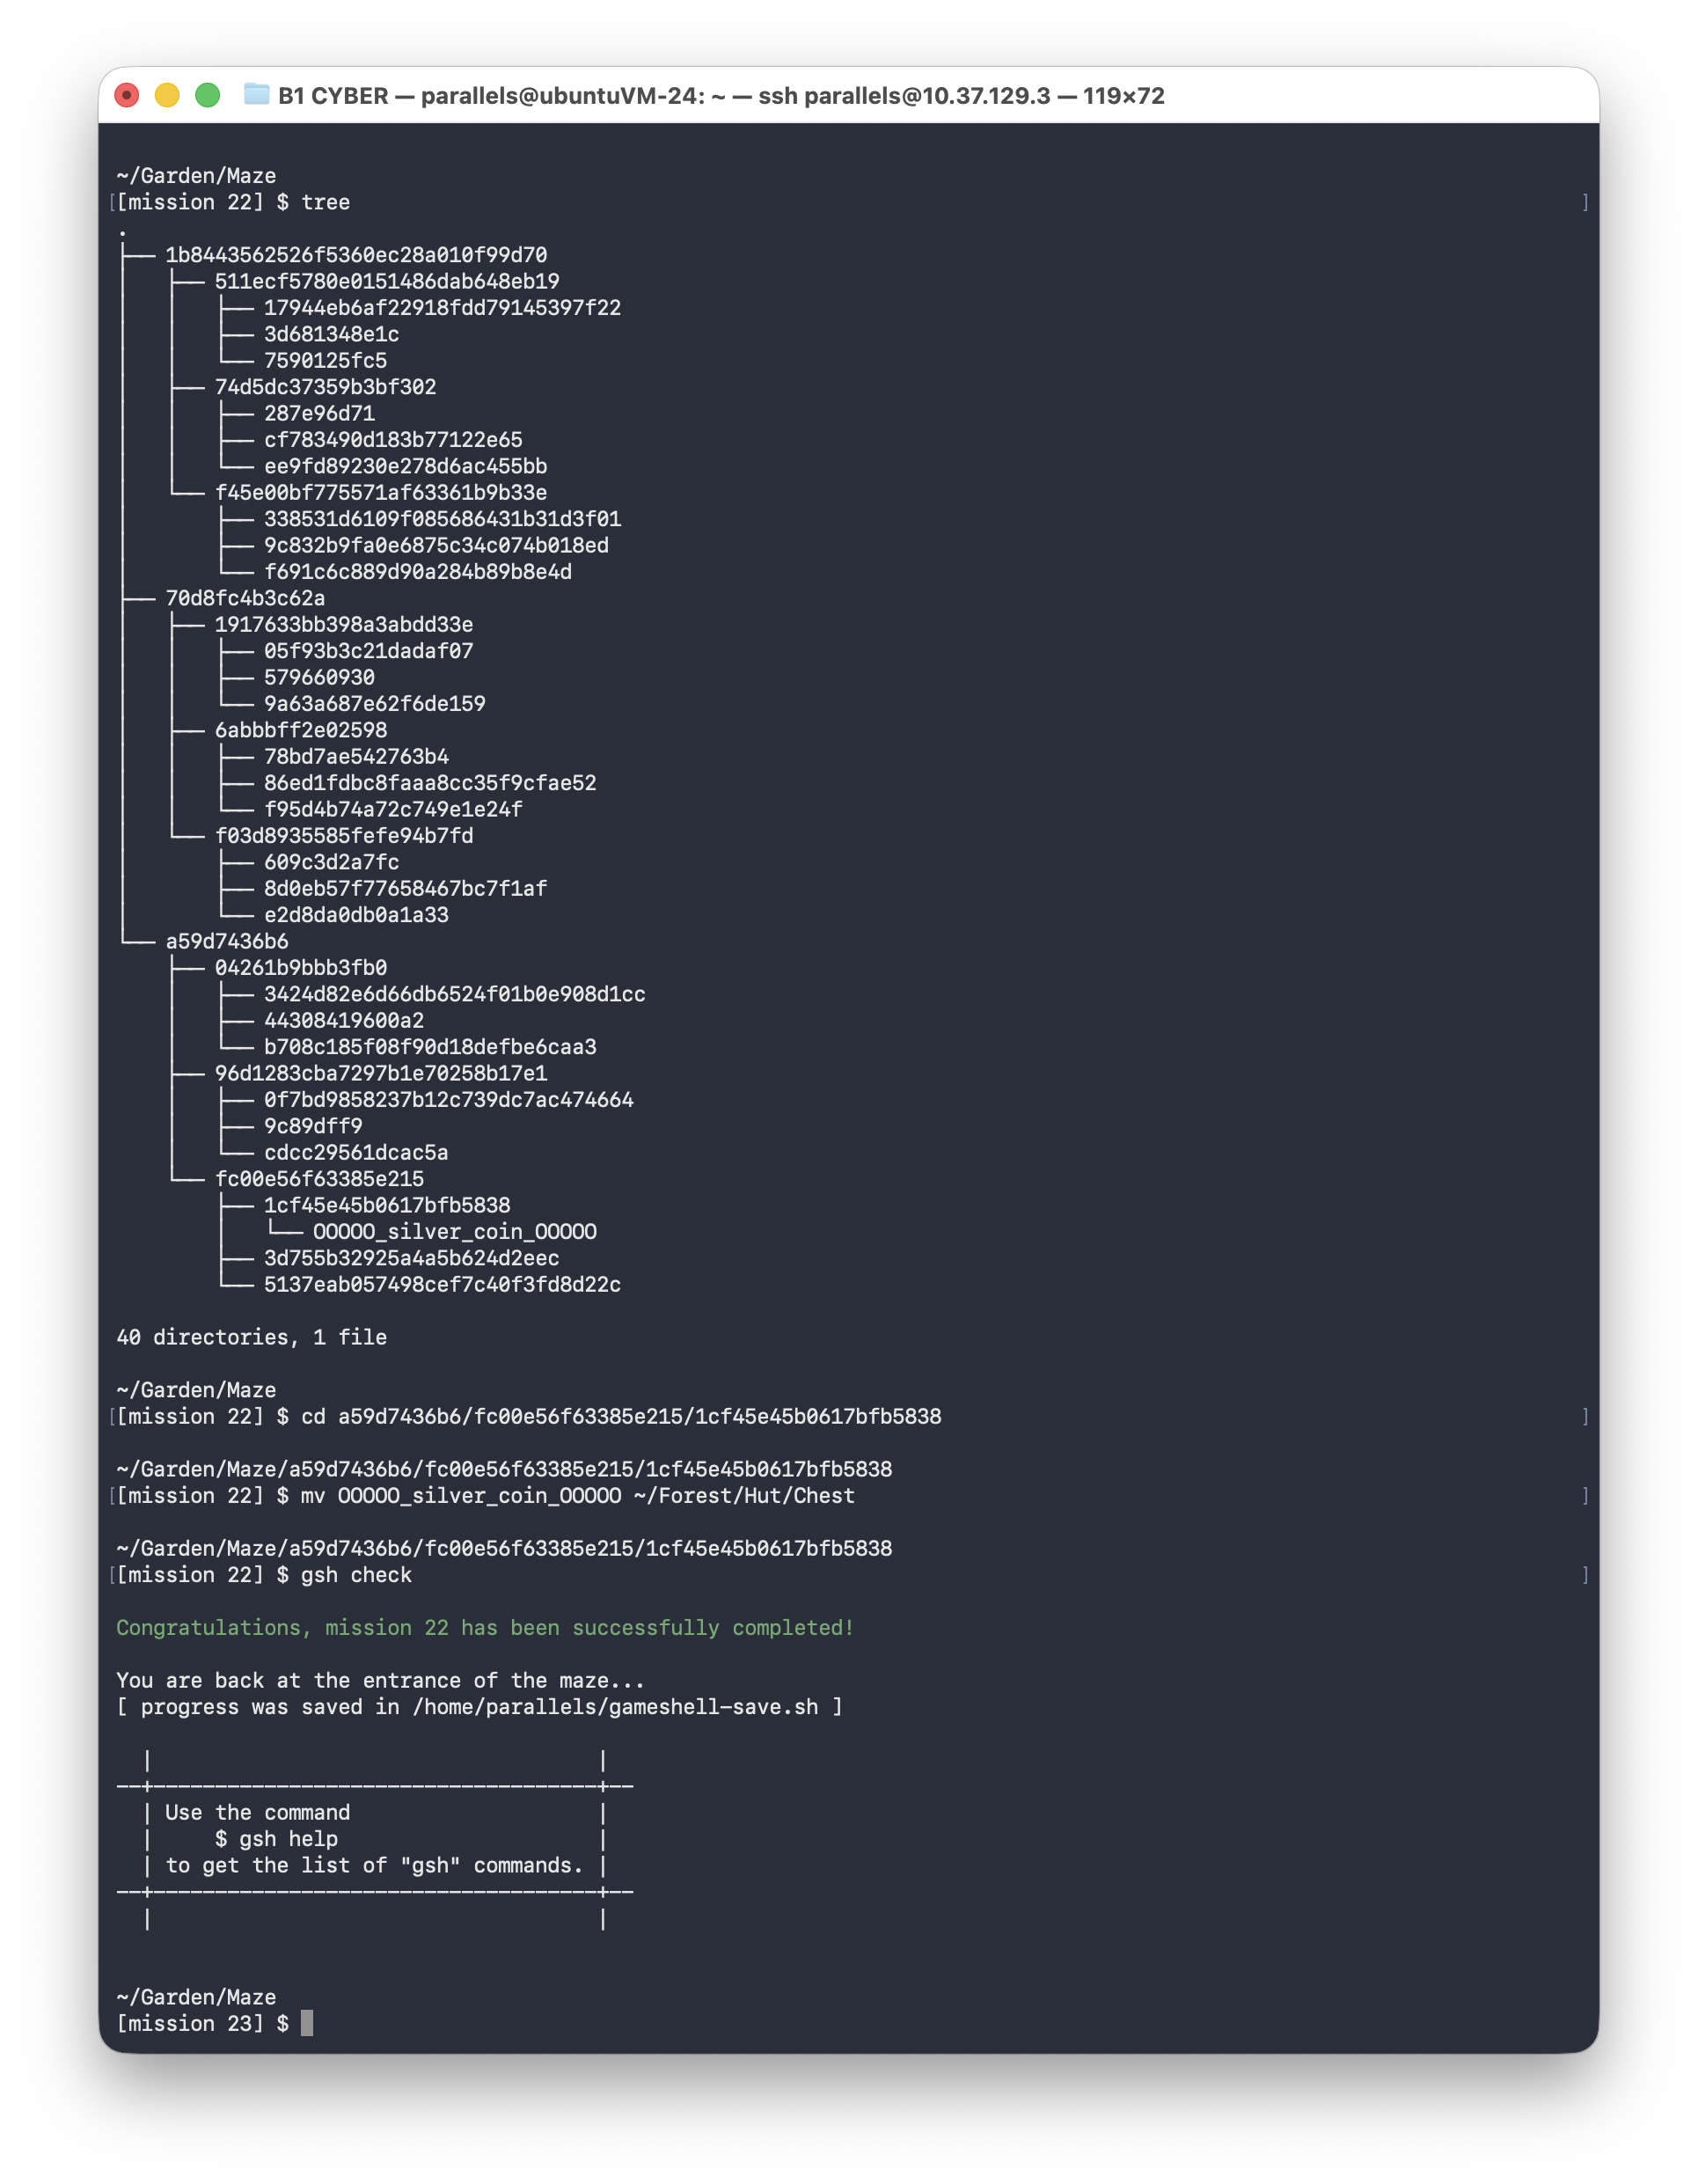 B1 CYBER — parallels@ubuntuVM-24: ~ — ssh parallels@10.37.129.3 — 119×72
~/Garden/Maze
[[mission 22] $ tree ]
.
├── 1b8443562526f5360ec28a010f99d70
│   ├── 511ecf5780e0151486dab648eb19
│   │   ├── 17944eb6af22918fdd79145397f22
│   │   ├── 3d681348e1c
│   │   └── 7590125fc5
│   ├── 74d5dc37359b3bf302
│   │   ├── 287e96d71
│   │   ├── cf783490d183b77122e65
│   │   └── ee9fd89230e278d6ac455bb
│   └── f45e00bf775571af63361b9b33e
│       ├── 338531d6109f085686431b31d3f01
│       ├── 9c832b9fa0e6875c34c074b018ed
│       └── f691c6c889d90a284b89b8e4d
├── 70d8fc4b3c62a
│   ├── 1917633bb398a3abdd33e
│   │   ├── 05f93b3c21dadaf07
│   │   ├── 579660930
│   │   └── 9a63a687e62f6de159
│   ├── 6abbbff2e02598
│   │   ├── 78bd7ae542763b4
│   │   ├── 86ed1fdbc8faaa8cc35f9cfae52
│   │   └── f95d4b74a72c749e1e24f
│   └── f03d8935585fefe94b7fd
│       ├── 609c3d2a7fc
│       ├── 8d0eb57f77658467bc7f1af
│       └── e2d8da0db0a1a33
└── a59d7436b6
    ├── 04261b9bbb3fb0
    │   ├── 3424d82e6d66db6524f01b0e908d1cc
    │   ├── 44308419600a2
    │   └── b708c185f08f90d18defbe6caa3
    ├── 96d1283cba7297b1e70258b17e1
    │   ├── 0f7bd9858237b12c739dc7ac474664
    │   ├── 9c89dff9
    │   └── cdcc29561dcac5a
    └── fc00e56f63385e215
        ├── 1cf45e45b0617bfb5838
        │   └── OOOOO_silver_coin_OOOOO
        ├── 3d755b32925a4a5b624d2eec
        └── 5137eab057498cef7c40f3fd8d22c
40 directories, 1 file
~/Garden/Maze
[[mission 22] $ cd a59d7436b6/fc00e56f63385e215/1cf45e45b0617bfb5838 ]
~/Garden/Maze/a59d7436b6/fc00e56f63385e215/1cf45e45b0617bfb5838
[[mission 22] $ mv OOOOO_silver_coin_OOOOO ~/Forest/Hut/Chest ]
~/Garden/Maze/a59d7436b6/fc00e56f63385e215/1cf45e45b0617bfb5838
[[mission 22] $ gsh check ]
Congratulations, mission 22 has been successfully completed!
You are back at the entrance of the maze...
[ progress was saved in /home/parallels/gameshell-save.sh ]
  |                                     |
--+-------------------------------------+--
  | Use the command                     |
  |     $ gsh help                      |
  | to get the list of "gsh" commands. |
--+-------------------------------------+--
  |                                     |
~/Garden/Maze
[mission 23] $